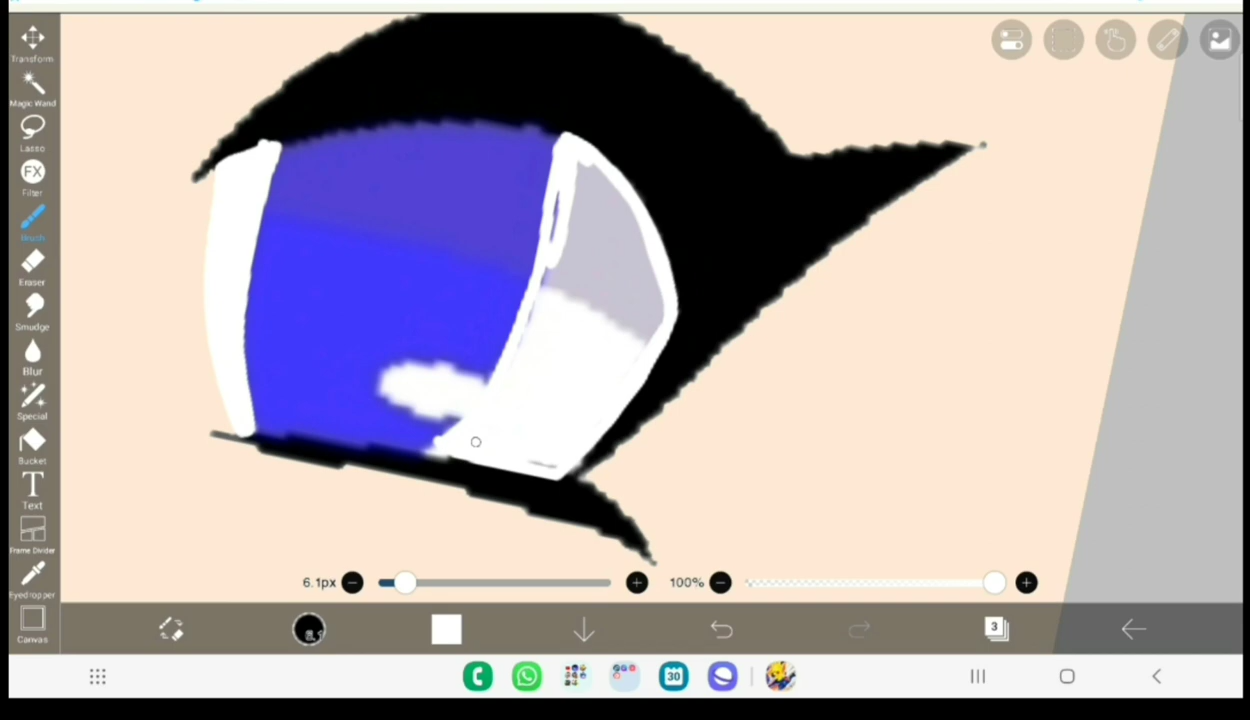 Transform
Magic Wand
Lasso
FX
Filter
Brush
Eraser
Smudge
Blur
Special
Bucket
T
Text
Frame Divider
Eyedropper
Canvas
6.1px
100%
3
30